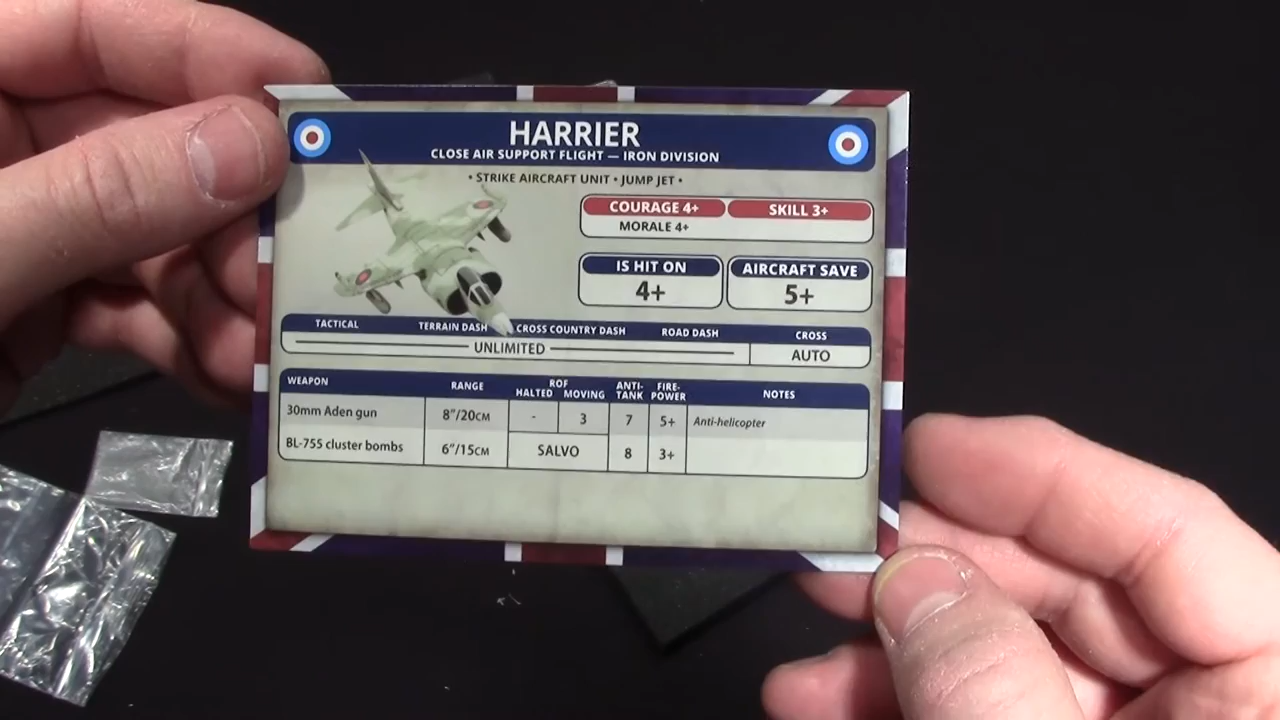 HARRIER
CLOSE AIR SUPPORT FLIGHT — IRON DIVISION
• STRIKE AIRCRAFT UNIT • JUMP JET •
COURAGE 4+ SKILL 3+
MORALE 4+
IS HIT ON AIRCRAFT SAVE
4+ 5+
TACTICAL TERRAIN DASH CROSS COUNTRY DASH ROAD DASH CROSS
UNLIMITED AUTO
WEAPON RANGE ROF HALTED MOVING ANTI-TANK FIRE-POWER NOTES
30mm Aden gun 8"/20CM - 3 7 5+ Anti-helicopter
BL-755 cluster bombs 6"/15CM SALVO 8 3+